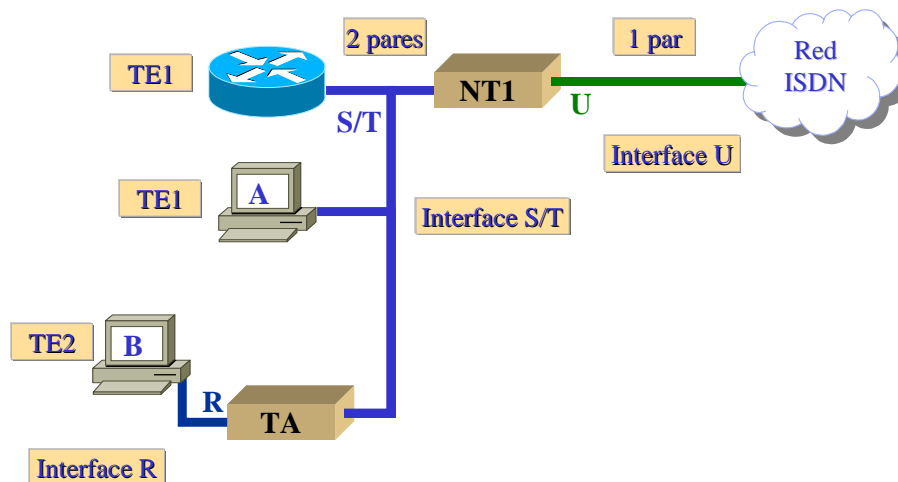 2 pares
1 par
Red
ISDN
TE1
NT1
U
S/T
Interface U
TE1
A
Interface S/T
TE2
B
R
TA
Interface R